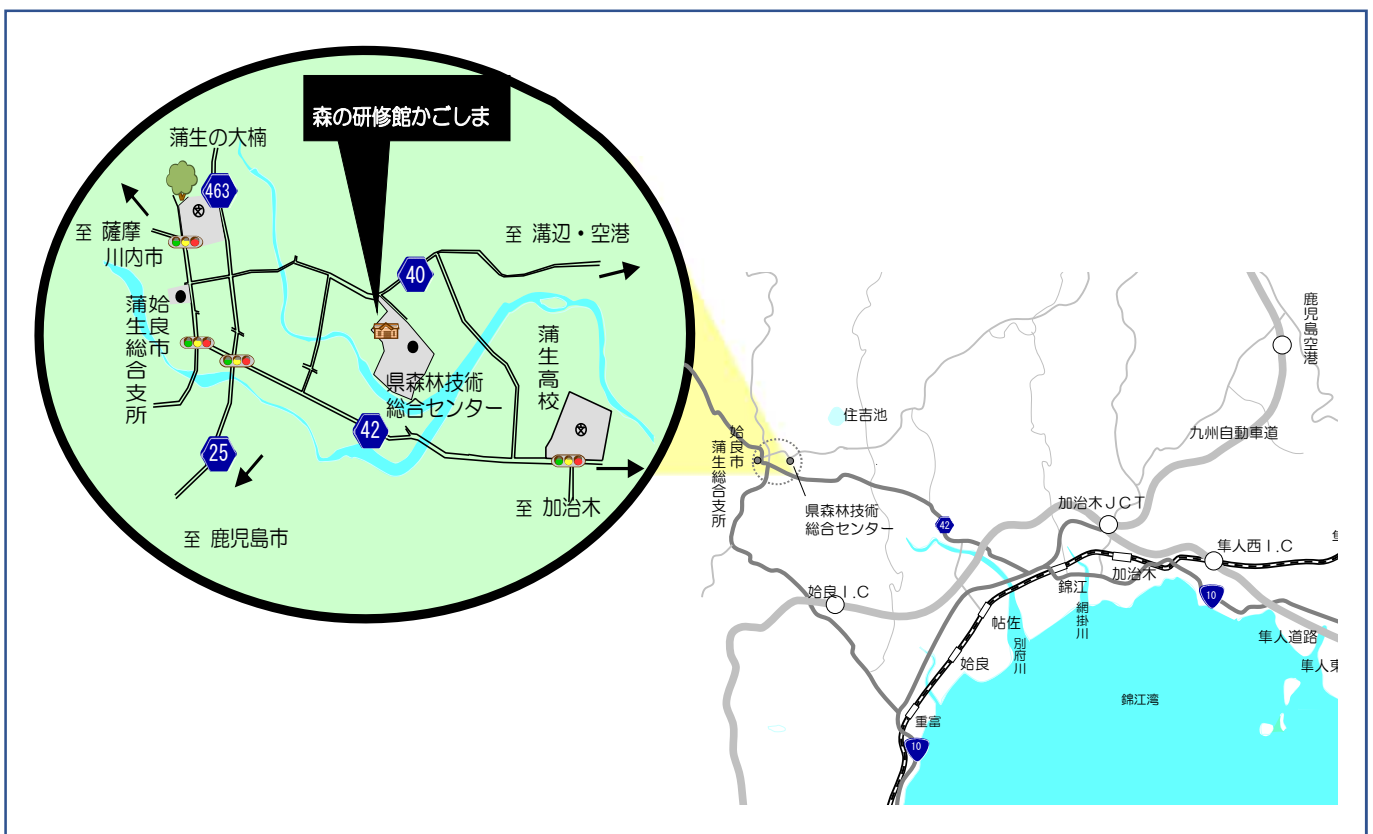 森の研修館かごしま
蒲生の大楠
463
至 薩摩
川内市
至 溝辺・空港
40
姶良市
蒲生総合支所
蒲生高校
県森林技術
総合センター
42
25
至 加治木
至 鹿児島市
鹿児島空港
住吉池
九州自動車道
姶良市
蒲生総合支所
県森林技術
総合センター
42
加治木JCT
隼人西I.C
加治木
錦江
姶良I.C
10
網掛川
帖佐
別府川
隼人道路
姶良
隼人東
錦江湾
重富
10